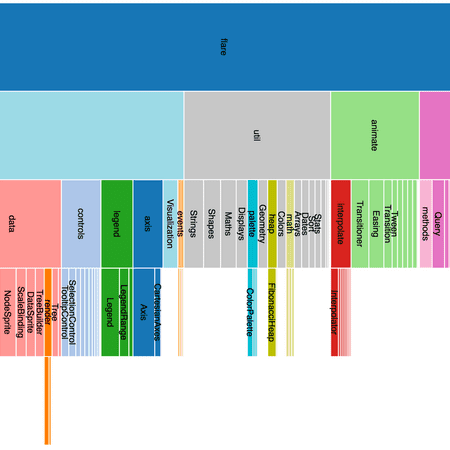 flare
util
animate
data
controls
legend
axis
Visualization
events
Strings
Shapes
Maths
Displays
palette
Geometry
heap
Colors
math
Arrays
Dates
Sort
Stats
interpolate
Transitioner
Easing
Transition
Tween
methods
Query
NodeSprite
ScaleBinding
DataSprite
TreeBuilder
render
Tree
TooltipControl
SelectionControl
Legend
LegendRange
Axis
CartesianAxes
ColorPalette
FibonacciHeap
Interpolator